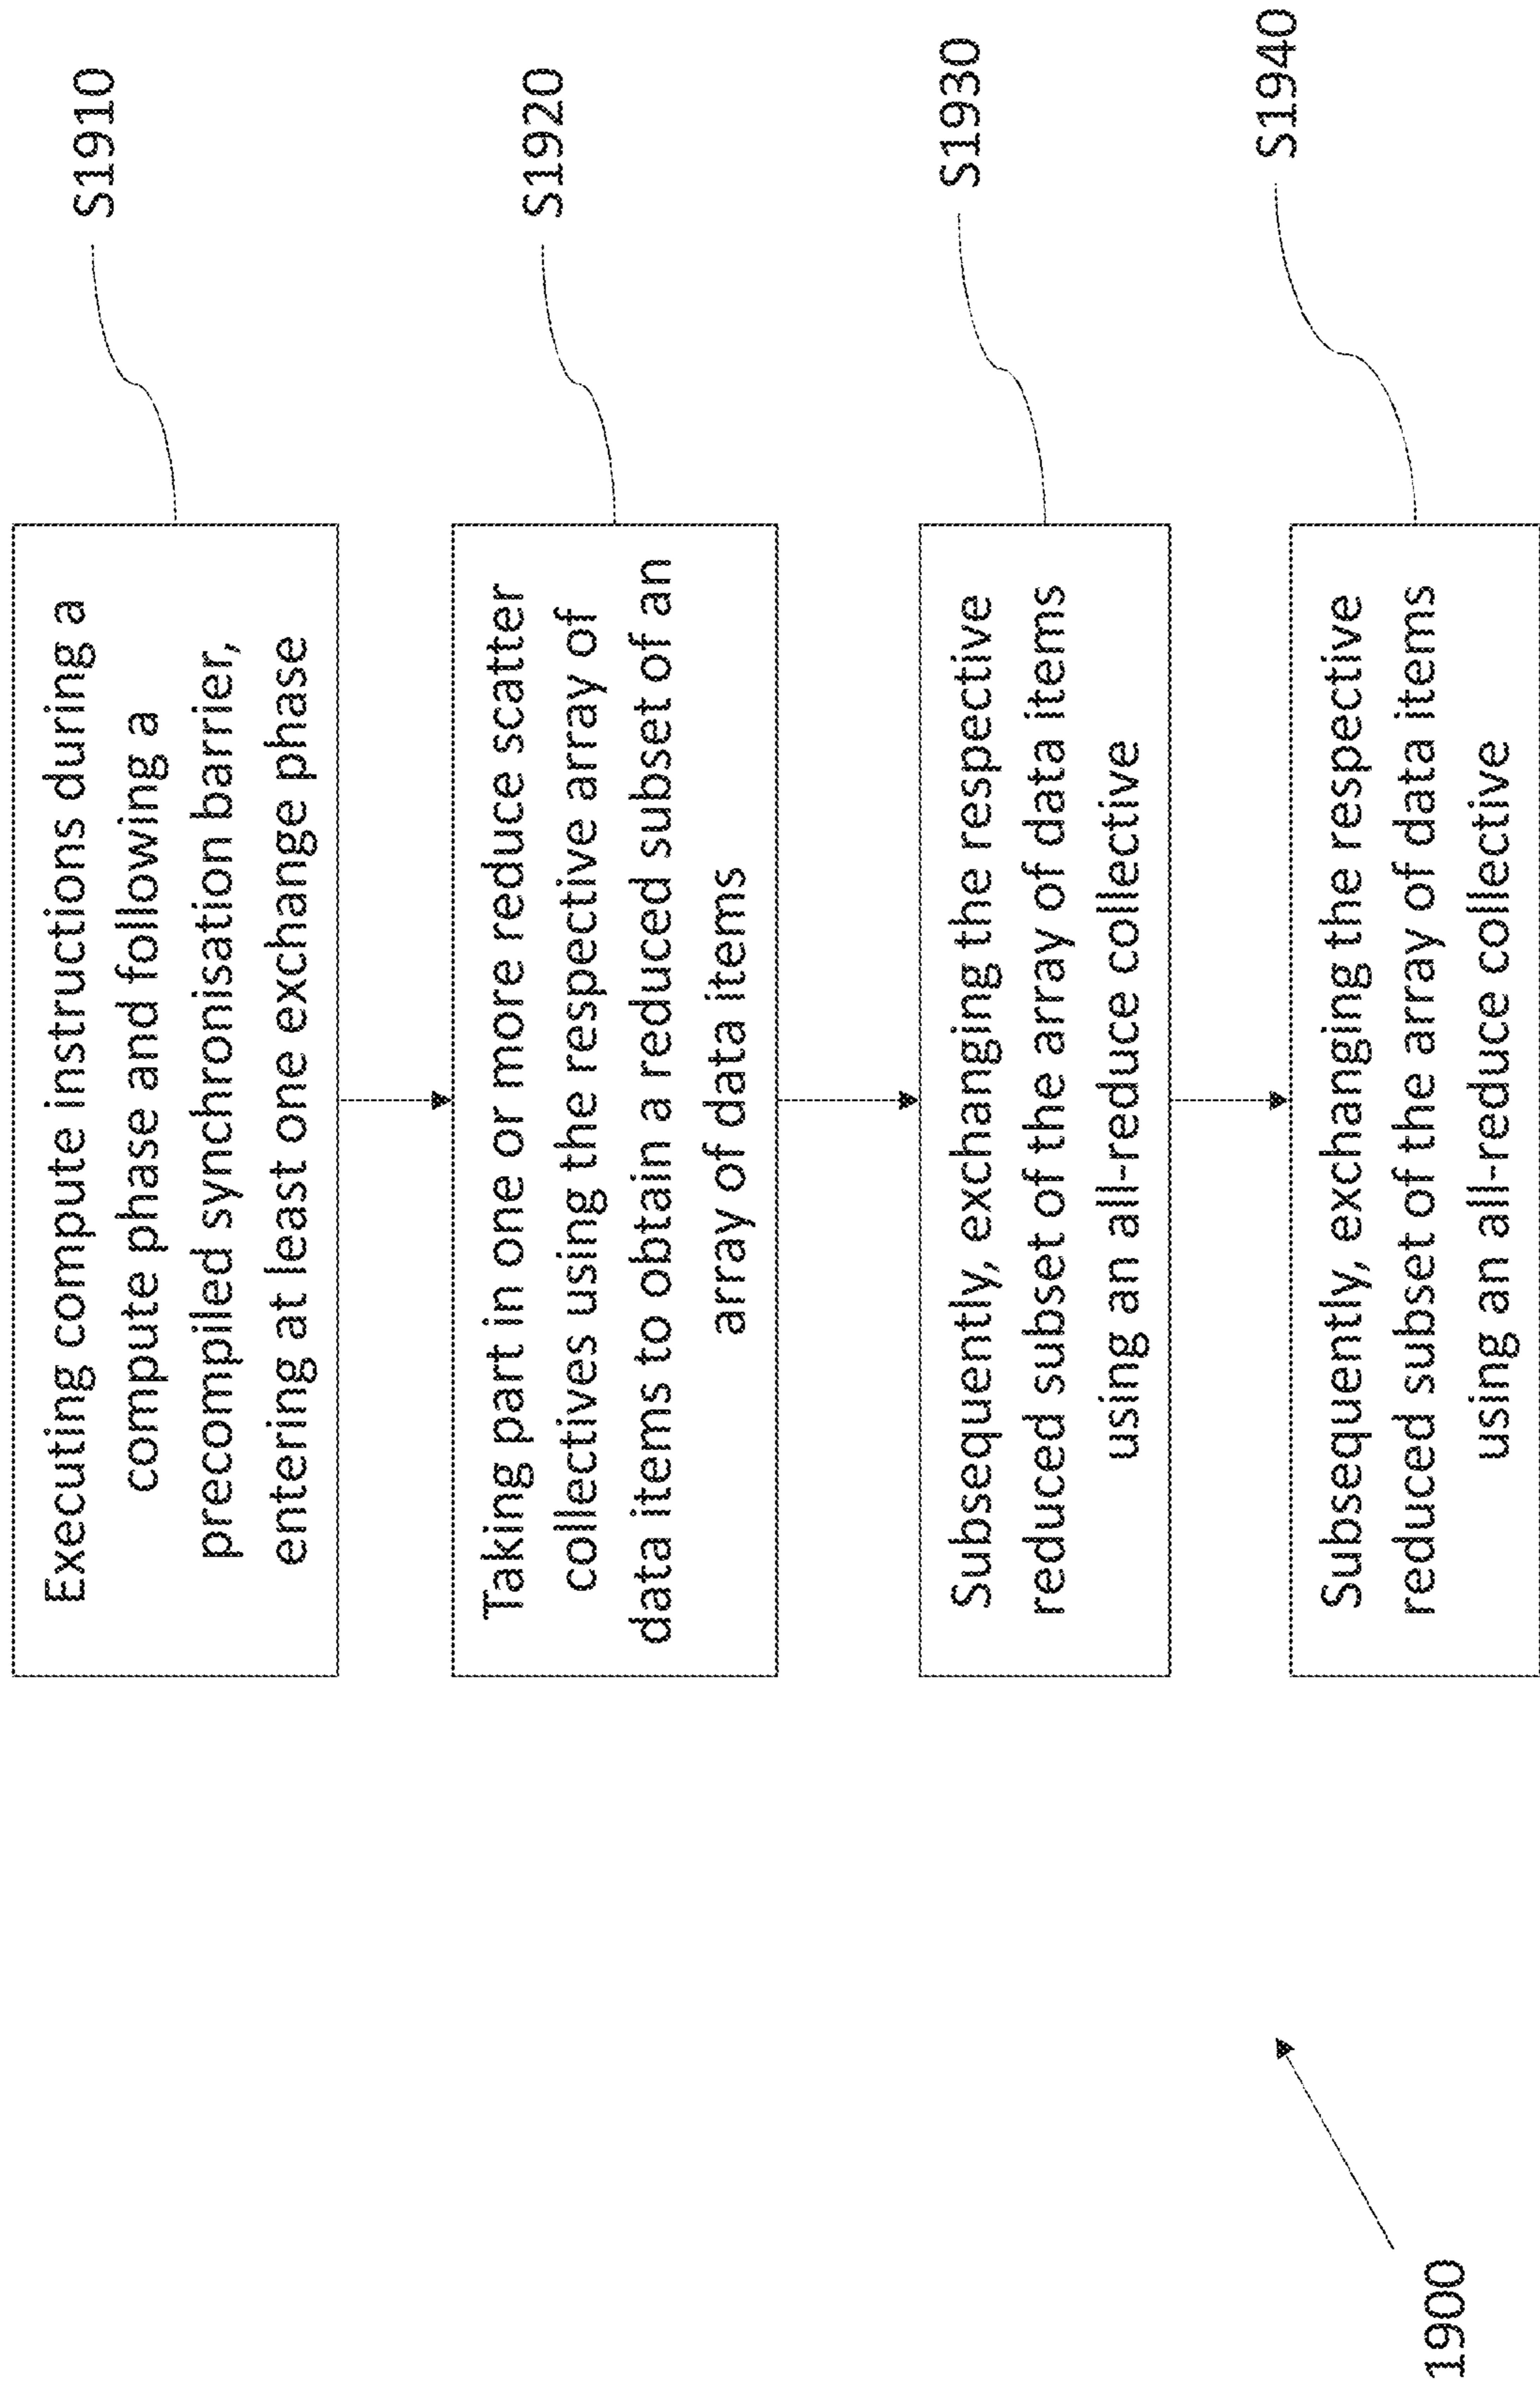 Executing compute instructions during a
compute phase and following a
precompiled synchronisation barrier,
entering at least one exchange phase
S1910
Taking part in one or more reduce scatter
collectives using the respective array of
data items to obtain a reduced subset of an
array of data items
S1920
Subsequently, exchanging the respective
reduced subset of the array of data items
using an all-reduce collective
S1930
Subsequently, exchanging the respective
reduced subset of the array of data items
using an all-reduce collective
S1940
1900